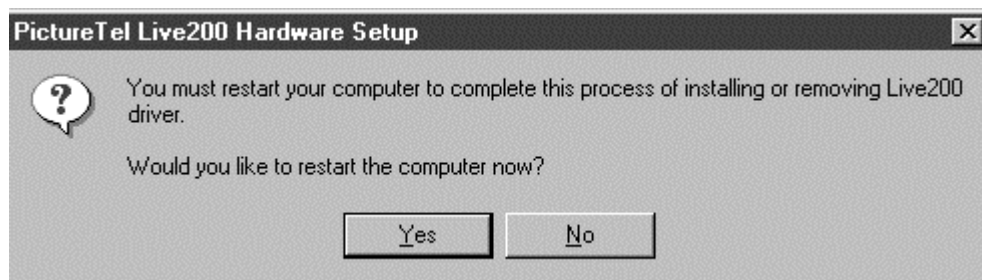 PictureTel Live200 Hardware Setup
You must restart your computer to complete this process of installing or removing Live200
driver.
Would you like to restart the computer now?
Yes No